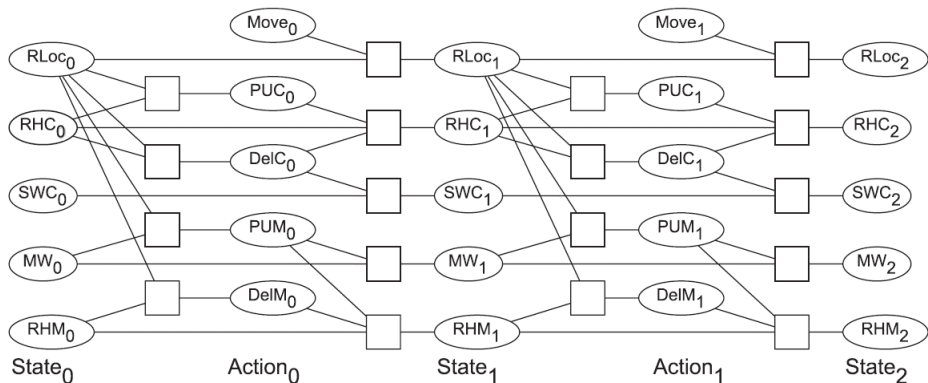 Move0 Move1
RLoc0 RLoc1 RLoc2
PUC0 PUC1
RHC0 RHC1 RHC2
DelC0 DelC1
SWC0 SWC1 SWC2
PUM0 PUM1
MW0 MW1 MW2
DelM0 DelM1
RHM0 RHM1 RHM2
State0 Action0 State1 Action1 State2